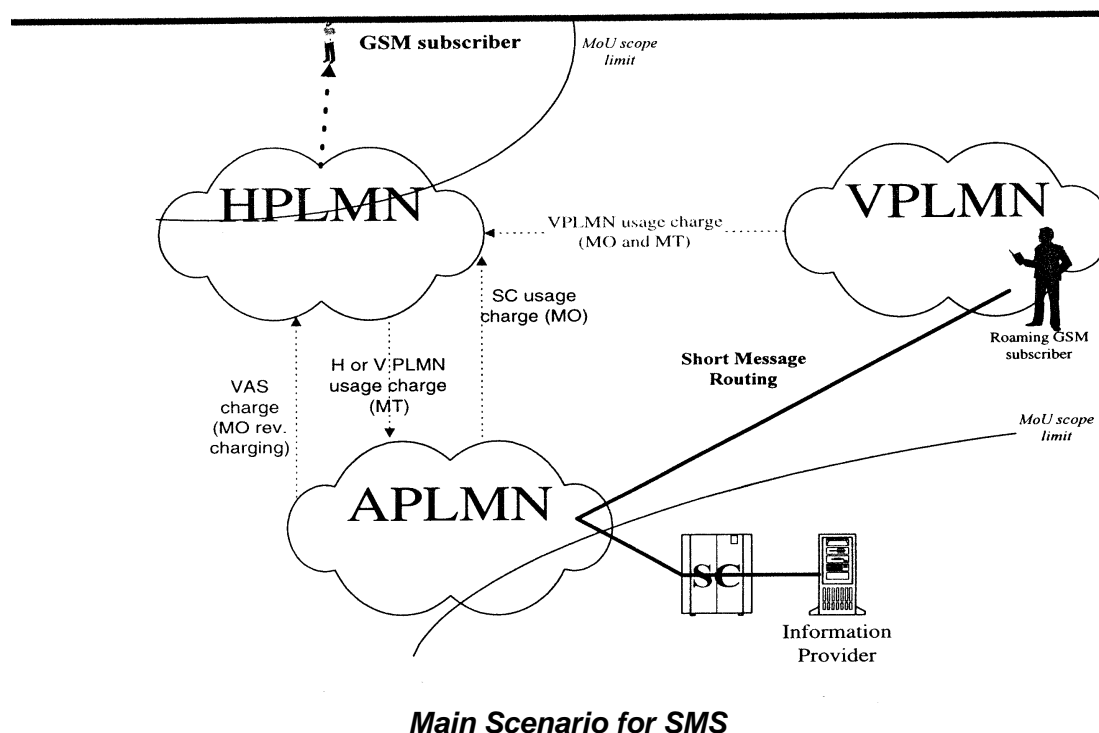 GSM subscriber
MoU scope
limit
HPLMN
VPLMN
VPLMN usage charge
(MO and MT)
SC usage
charge (MO)
Roaming GSM
subscriber
Short Message
Routing
H or V PLMN
usage charge
(MT)
VAS
charge
(MO rev.
charging)
MoU scope
limit
APLMN
SC
Information
Provider
Main Scenario for SMS